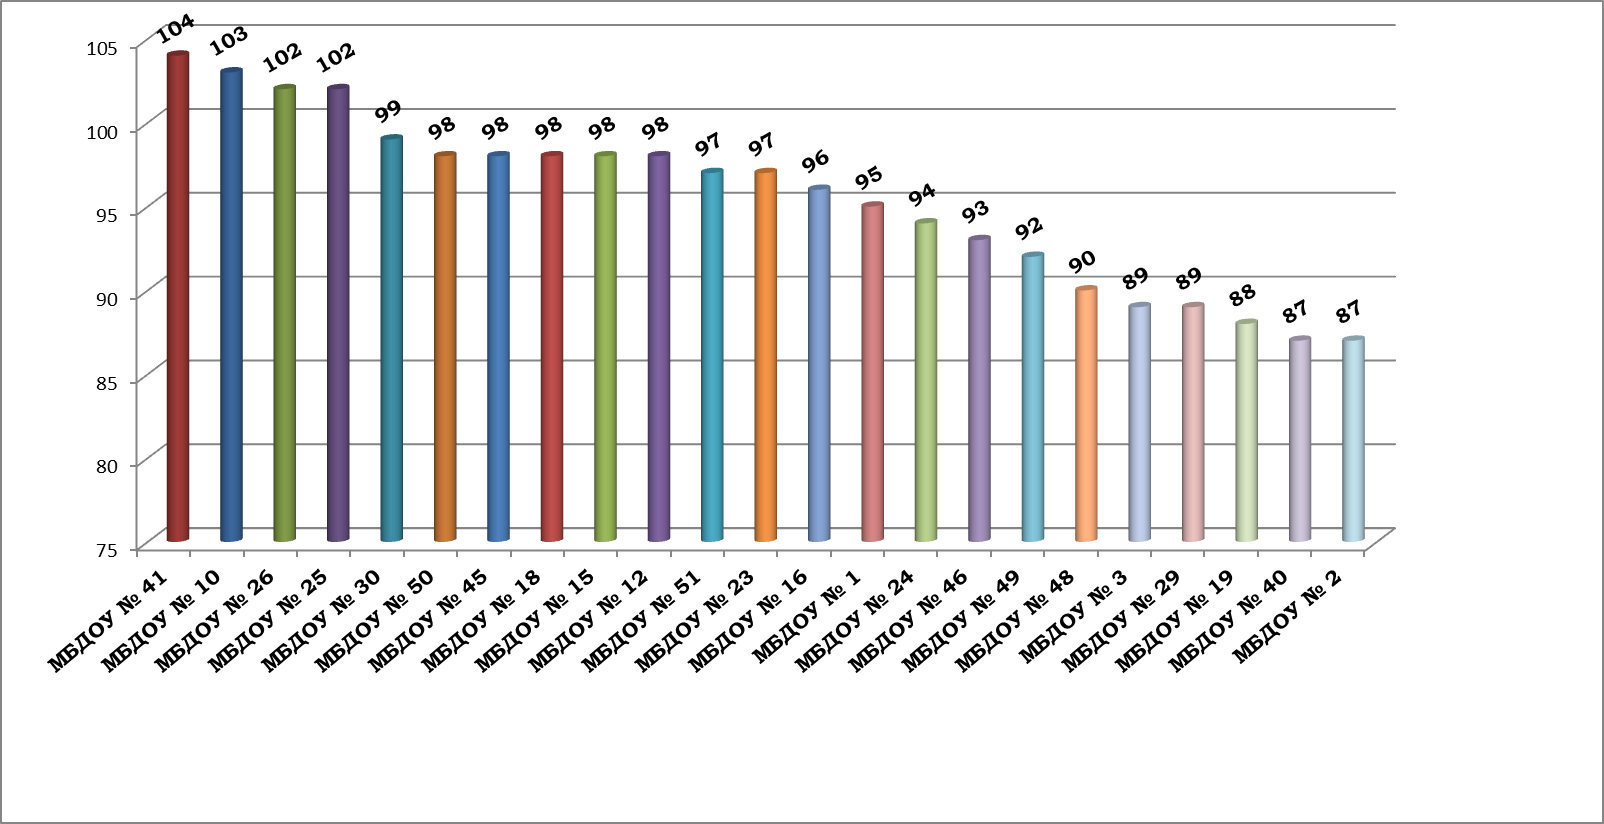 105
100
95
90
85
80
75
104
103
102
102
99
98
98
98
98
98
97
97
96
95
94
93
92
90
89
89
88
87
87
МБДОУ № 41
МБДОУ № 10
МБДОУ № 26
МБДОУ № 25
МБДОУ № 30
МБДОУ № 50
МБДОУ № 45
МБДОУ № 18
МБДОУ № 15
МБДОУ № 12
МБДОУ № 51
МБДОУ № 23
МБДОУ № 16
МБДОУ № 1
МБДОУ № 24
МБДОУ № 46
МБДОУ № 49
МБДОУ № 48
МБДОУ № 3
МБДОУ № 29
МБДОУ № 19
МБДОУ № 40
МБДОУ № 2